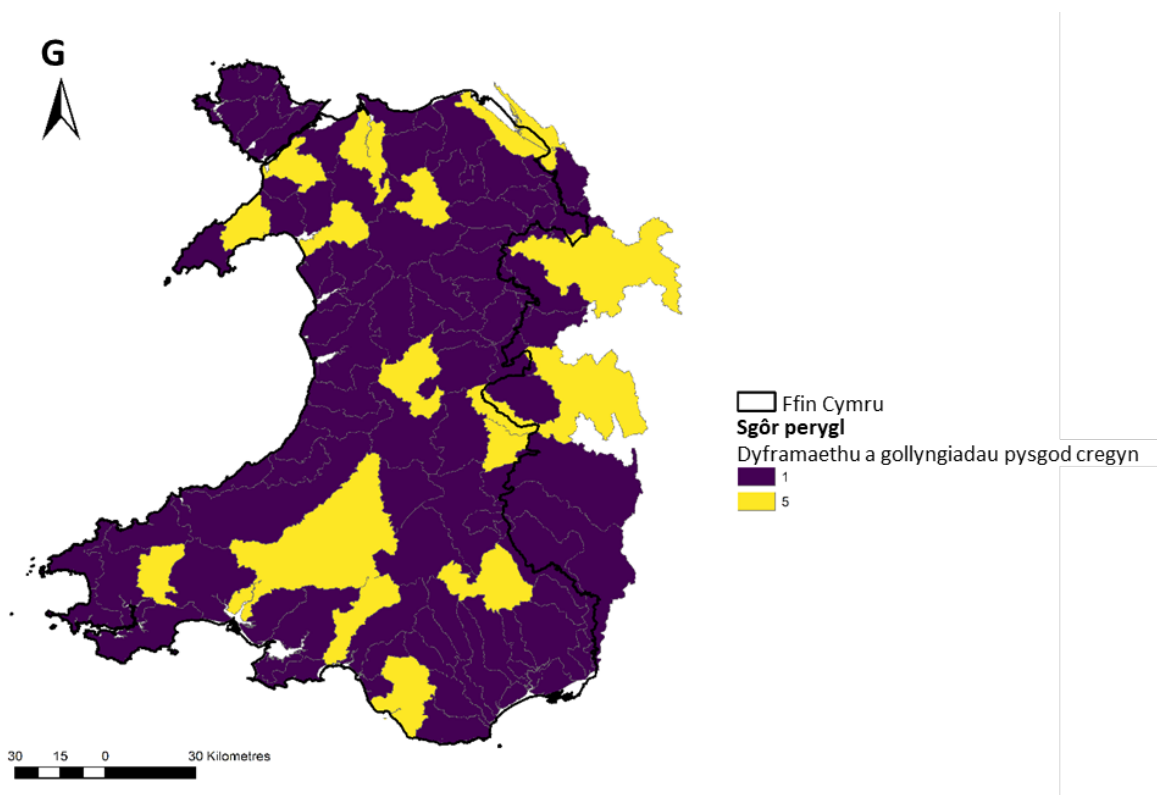 G
Ffin Cymru
Sgôr perygl
Dyframaethu a gollyngiadau pysgod cregyn
1
5
30 15 0 30 Kilometres